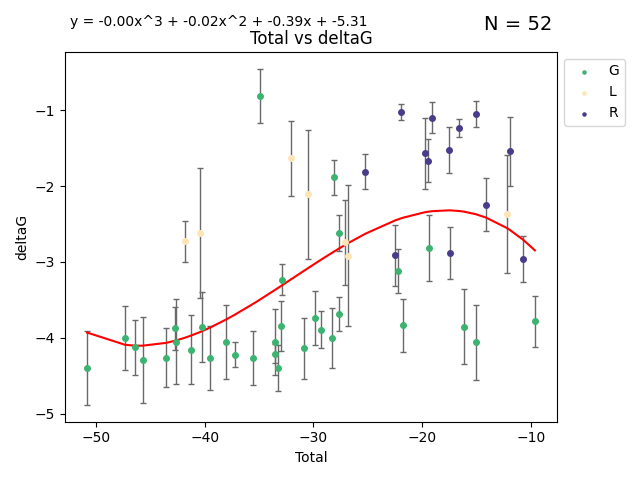 y = -0.00x^3 + -0.02x^2 + -0.39x + -5.31
N = 52
Total vs deltaG
G
L
R
deltaG
−1
−2
−3
−4
−5
−50 −40 −30 −20 −10
Total